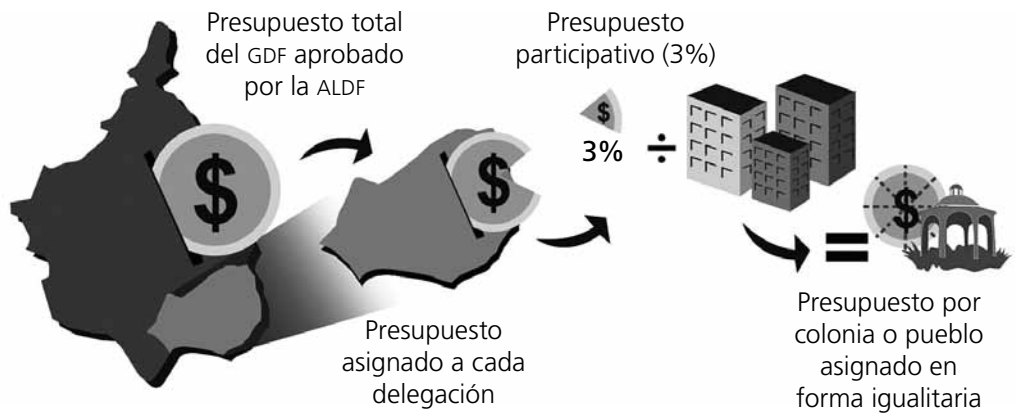 Presupuesto total
del GDF aprobado
por la ALDF
$
Presupuesto
asignado a cada
delegación
$
Presupuesto
participativo (3%)
$
3% ÷
=
$
Presupuesto por
colonia o pueblo
asignado en
forma igualitaria